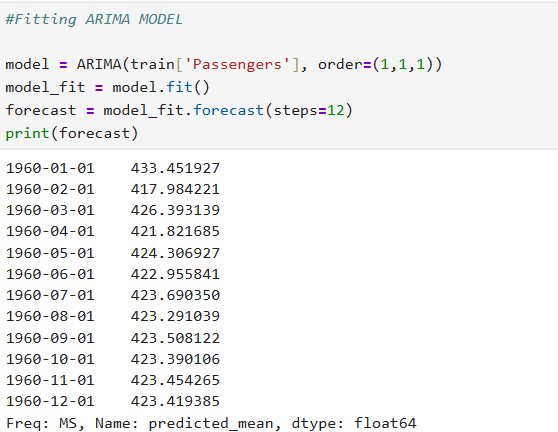 #Fitting ARIMA MODEL
model = ARIMA(train['Passengers'], order=(1,1,1))
model_fit = model.fit()
forecast = model_fit.forecast(steps=12)
print(forecast)
1960-01-01    433.451927
1960-02-01    417.984221
1960-03-01    426.393139
1960-04-01    421.821685
1960-05-01    424.306927
1960-06-01    422.955841
1960-07-01    423.690350
1960-08-01    423.291039
1960-09-01    423.508122
1960-10-01    423.390106
1960-11-01    423.454265
1960-12-01    423.419385
Freq: MS, Name: predicted_mean, dtype: float64